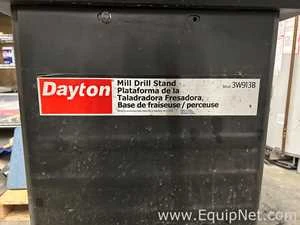 Dayton
Mill Drill Stand
Plataforma de la
Taladradora Fresadora.
Base de fraiseuse / perceuse
3W913B
www.EquipNet.com